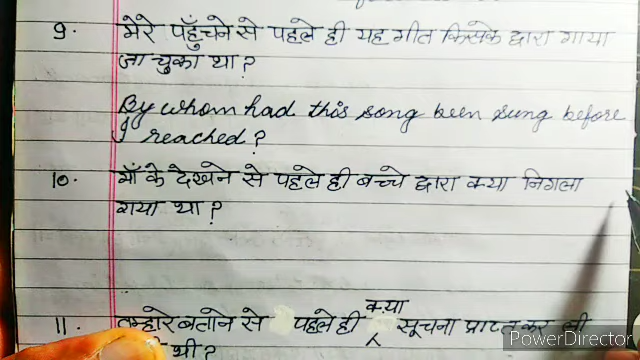 9. मेरे पहुँचने से पहले ही यह गीत किसके द्वारा गाया
जा चुका था?
By whom had this song been sung before
I reached?
10. माँ के देखने से पहले ही बच्चे द्वारा क्या निगला
गया था?
क्या
11. तुम्हारे बताने से पहले ही सूचना प्राप्त कर ली
थी?
PowerDirector